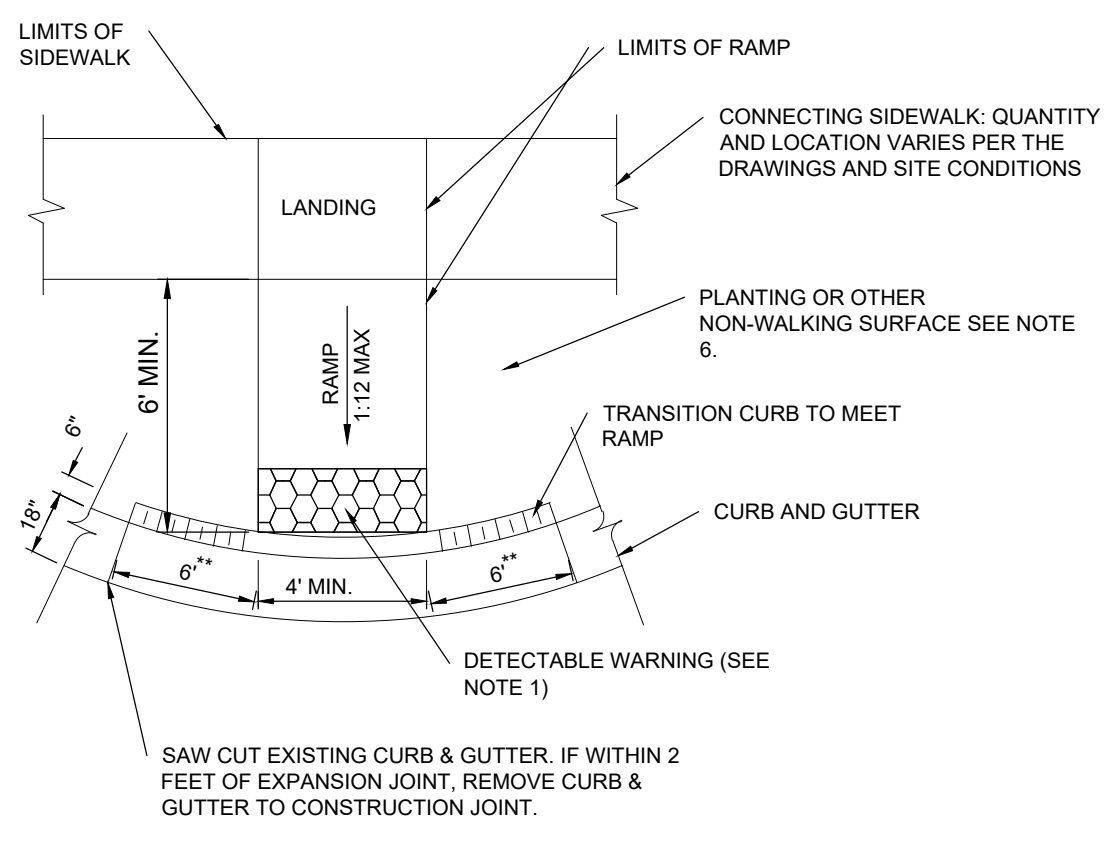 LIMITS OF
SIDEWALK
LIMITS OF RAMP
CONNECTING SIDEWALK: QUANTITY
AND LOCATION VARIES PER THE
DRAWINGS AND SITE CONDITIONS
LANDING
PLANTING OR OTHER
NON-WALKING SURFACE SEE NOTE
6.
6' MIN.
RAMP
1:12 MAX
TRANSITION CURB TO MEET
RAMP
6"
18"
CURB AND GUTTER
6'**
4' MIN.
6'**
DETECTABLE WARNING (SEE
NOTE 1)
SAW CUT EXISTING CURB & GUTTER. IF WITHIN 2
FEET OF EXPANSION JOINT, REMOVE CURB &
GUTTER TO CONSTRUCTION JOINT.